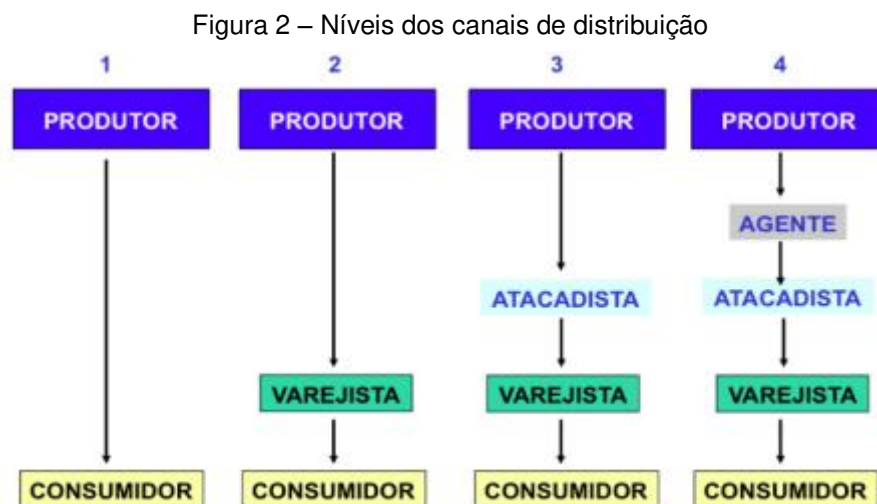 Figura 2 – Níveis dos canais de distribuição
1 2 3 4
PRODUTOR PRODUTOR PRODUTOR PRODUTOR
AGENTE
ATACADISTA ATACADISTA
VAREJISTA VAREJISTA VAREJISTA
CONSUMIDOR CONSUMIDOR CONSUMIDOR CONSUMIDOR